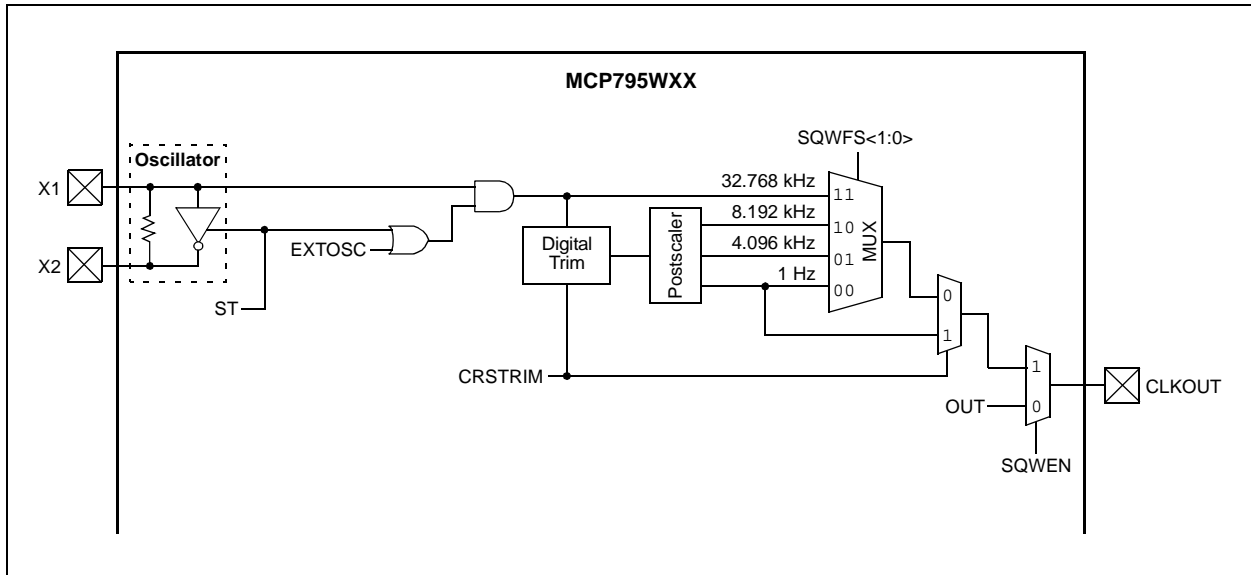 MCP795WXX
SQWFS<1:0>
Oscillator
X1
X2
ST
EXTOSC
Digital
Trim
Postscaler
32.768 kHz
8.192 kHz
4.096 kHz
1 Hz
11
10
01
00
MUX
0
1
CRSTRIM
1
0
OUT
CLKOUT
SQWEN